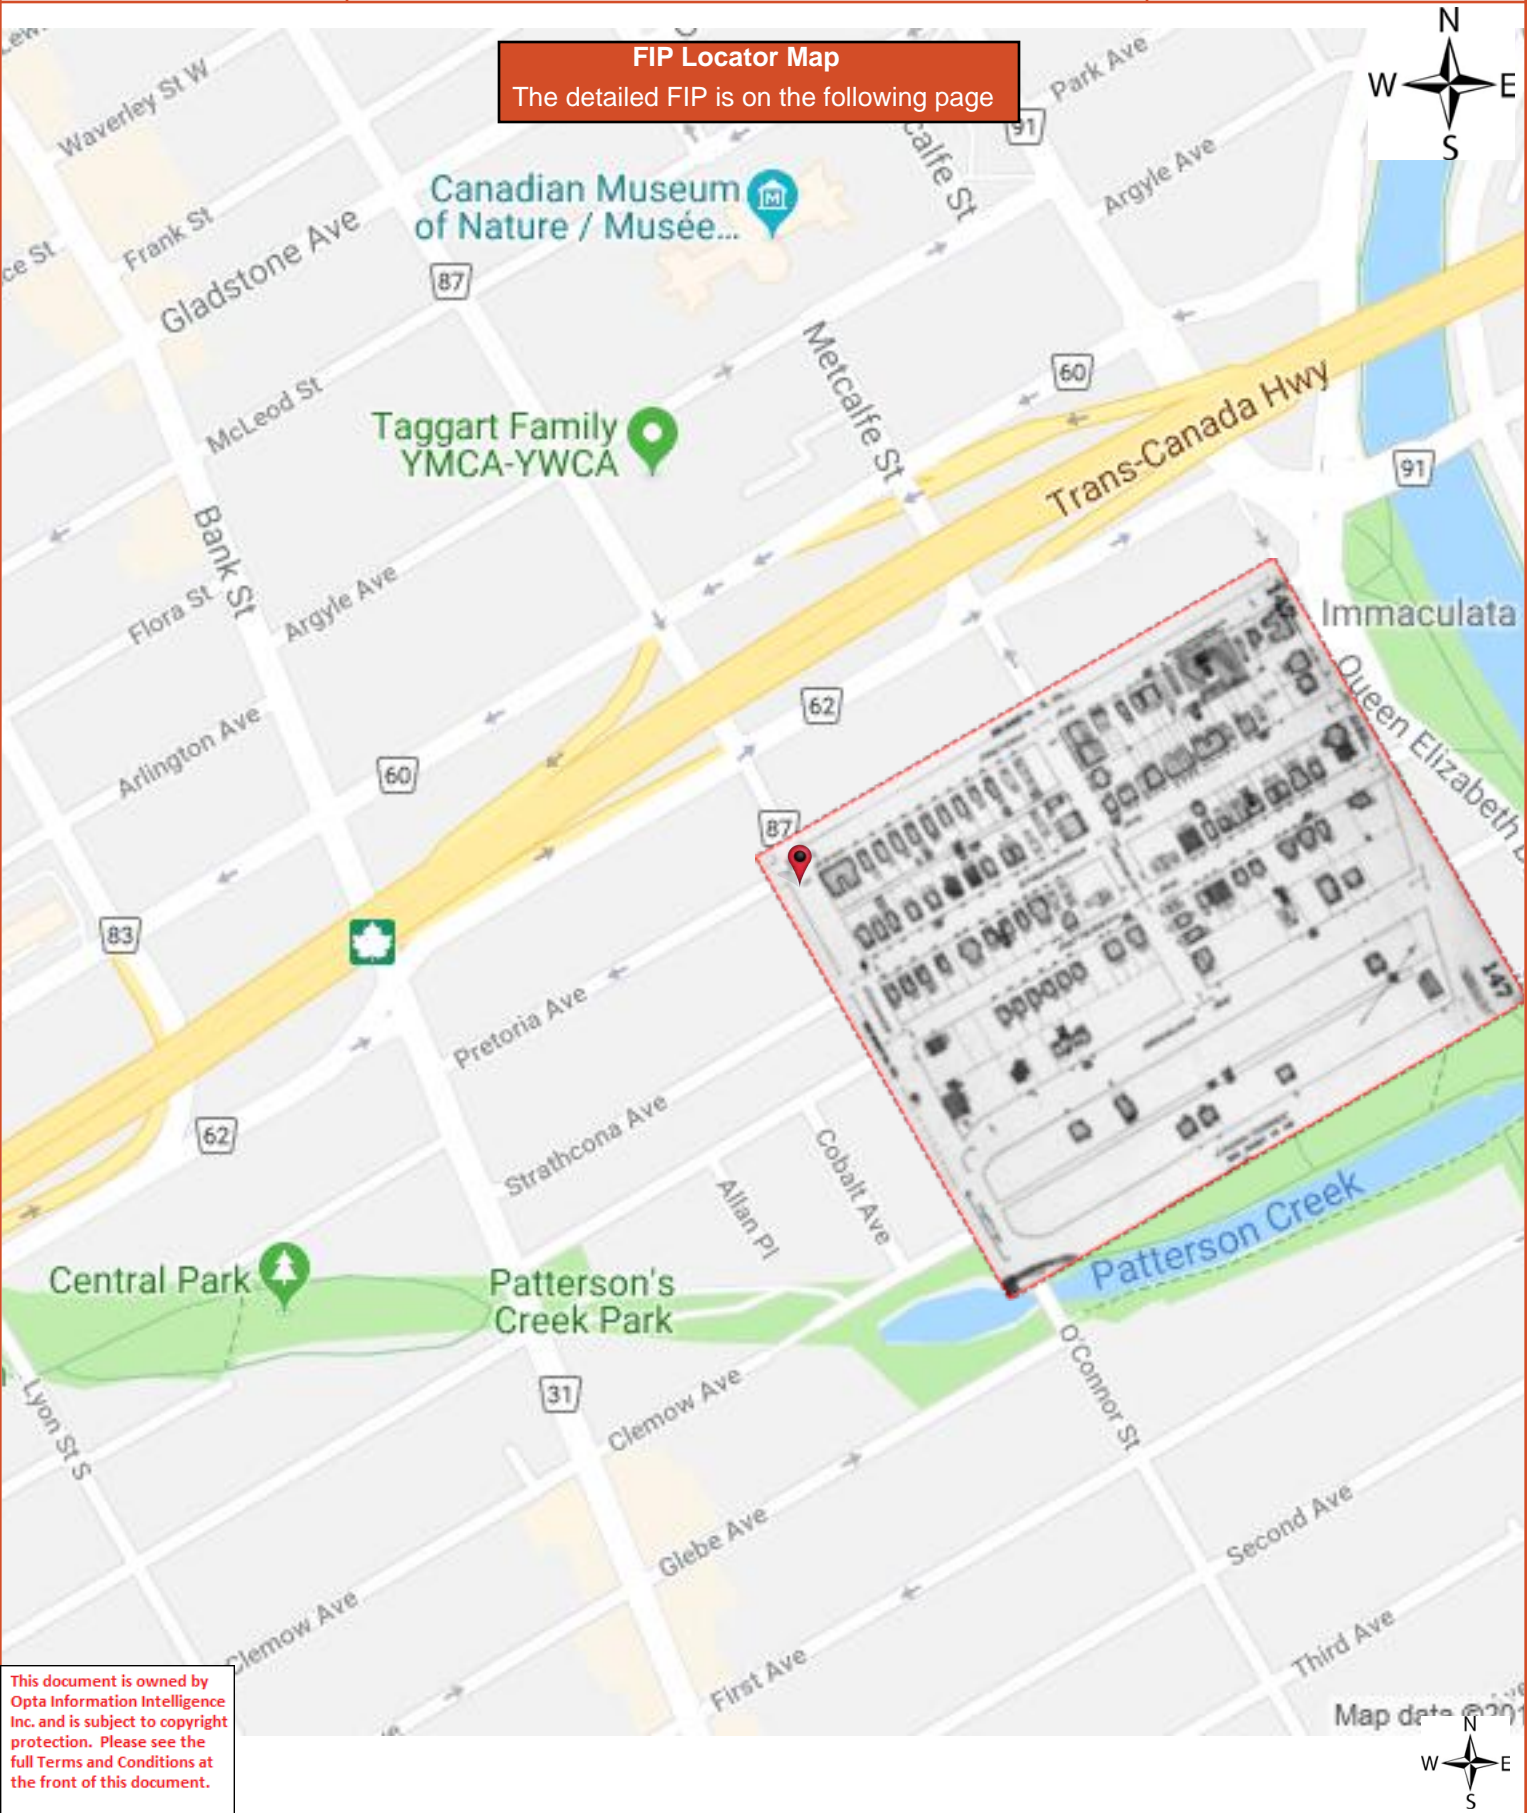 N
W E
S
FIP Locator Map
The detailed FIP is on the following page
Park Ave
Waverley St W
91
Argyle Ave
Canadian Museum
of Nature / Musée...
Frank St
Gladstone Ave
87
McLeod St
Metcalfe St
60
Trans-Canada Hwy
Taggart Family
YMCA-YWCA
91
Bank St
Argyle Ave
Flora St
Immaculata
Queen Elizabeth
62
Arlington Ave
60
87
83
147
Pretoria Ave
Strathcona Ave
62
Cobalt Ave
Allan Pl
Patterson Creek
Central Park
Patterson's
Creek Park
O'Connor St
31
Lyon St S
Clemow Ave
Glebe Ave
Second Ave
Clemow Ave
Third Ave
First Ave
This document is owned by
Opta Information Intelligence
Inc. and is subject to copyright
protection. Please see the
full Terms and Conditions at
the front of this document.
Map data ©201
N
W E
S